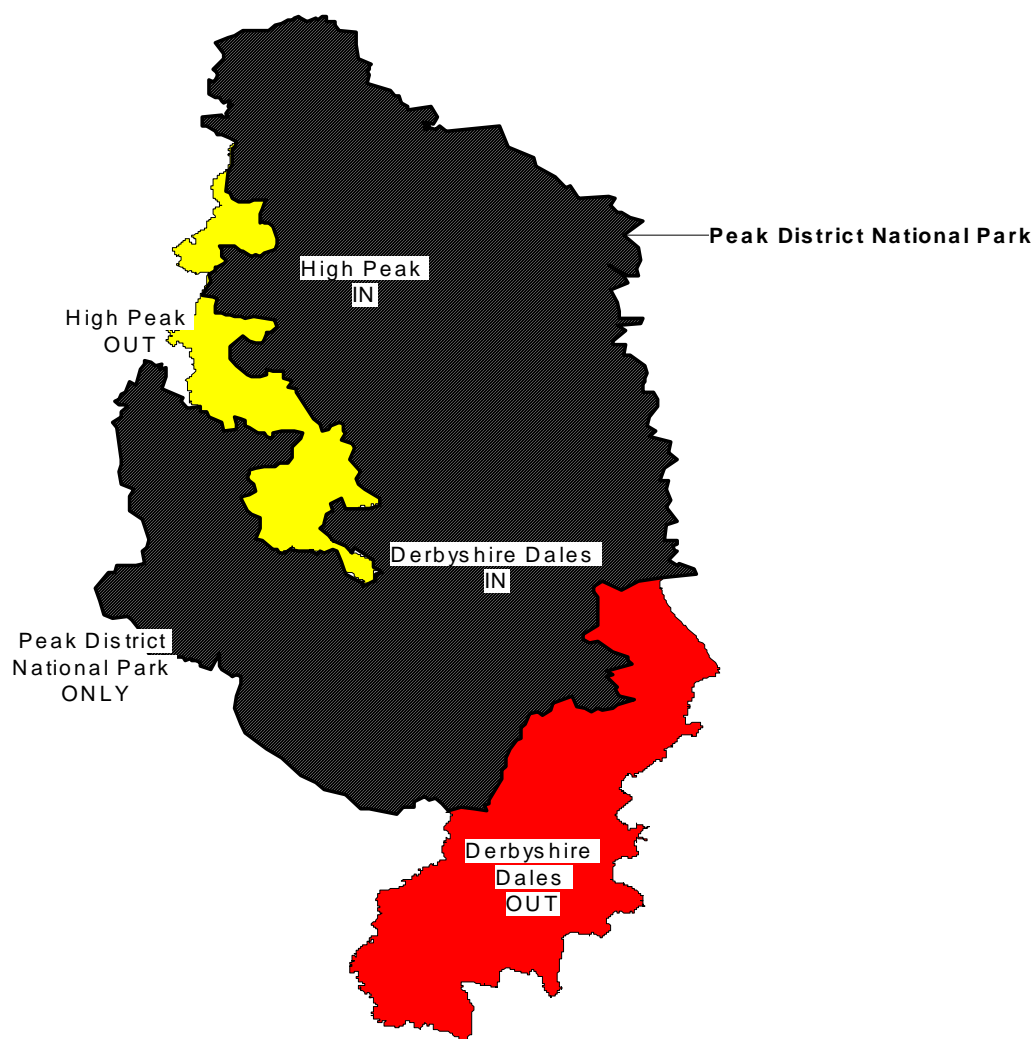 Peak District National Park
High Peak
IN
High Peak
OUT
Derbyshire Dales
IN
Peak District
National Park
ONLY
Derbyshire
Dales
OUT